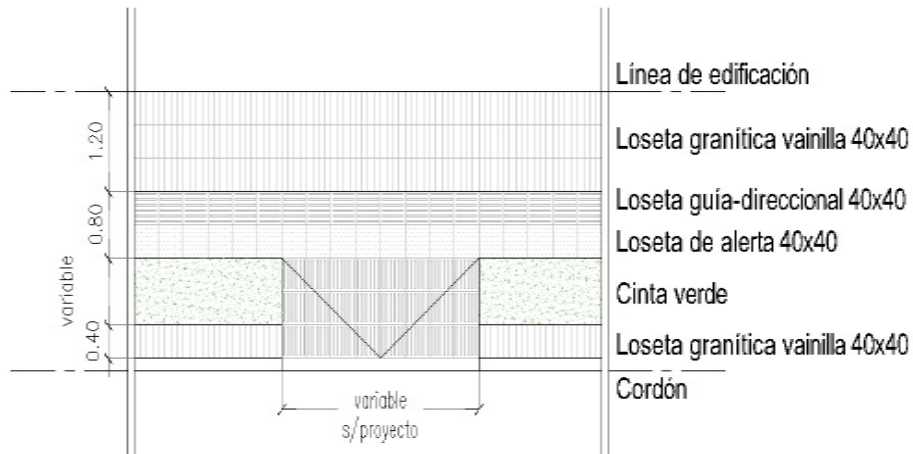 Línea de edificación
1.20
Loseta granítica vainilla 40x40
0.80
Loseta guía-direccional 40x40
Loseta de alerta 40x40
variable
Cinta verde
0.40
Loseta granítica vainilla 40x40
Cordón
variable
s/proyecto